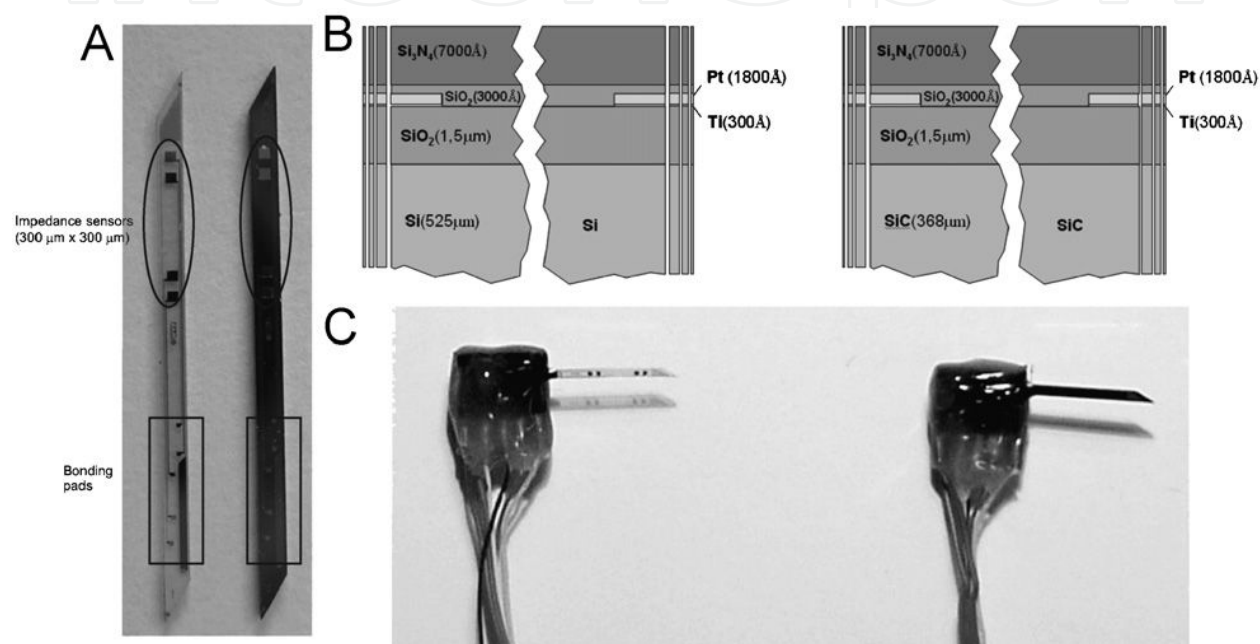 A
Impedance sensors
(300 µm x 300 µm)
Bonding
pads
B
Si₃N₄(7000Å)
SiO₂(3000Å)
SiO₂(1,5µm)
Si(525µm)
Si
Pt (1800Å)
Ti(300Å)
Si₃N₄(7000Å)
SiO₂(3000Å)
SiO₂(1,5µm)
SiC(368µm)
SiC
Pt (1800Å)
Ti(300Å)
C